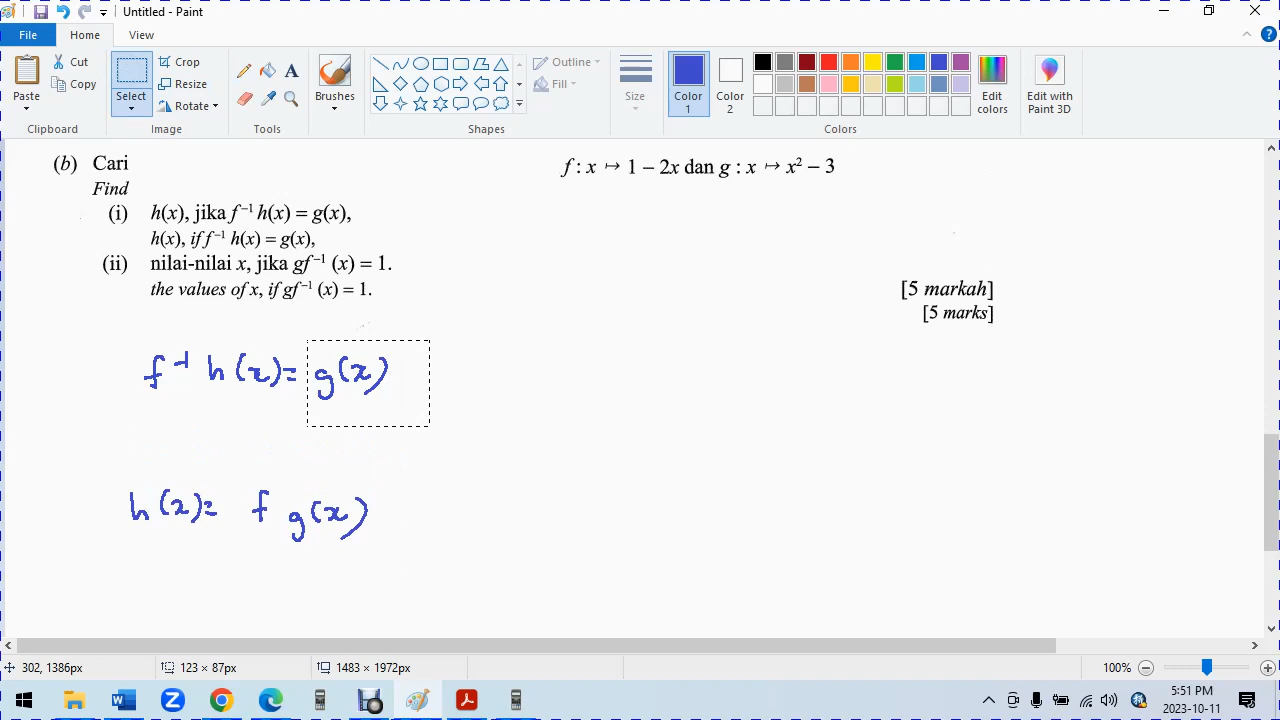 Untitled - Paint
File Home View
Paste Cut Copy
Clipboard
Select Crop Resize Rotate
Image
A
Tools
Brushes
Outline Fill
Shapes
Size
Color 1
Color 2
Edit colors
Edit with Paint 3D
Colors
(b) Cari f : x ↦ 1 − 2x dan g : x ↦ x² − 3
Find
(i) h(x), jika f⁻¹ h(x) = g(x),
h(x), if f⁻¹ h(x) = g(x),
(ii) nilai-nilai x, jika gf⁻¹ (x) = 1.
the values of x, if gf⁻¹ (x) = 1.
[5 markah]
[5 marks]
f⁻¹ h(x) = g(x)
h(x) = f g(x)
302, 1386px 123 × 87px 1483 × 1972px 100%
5:51 PM
2023-10-11